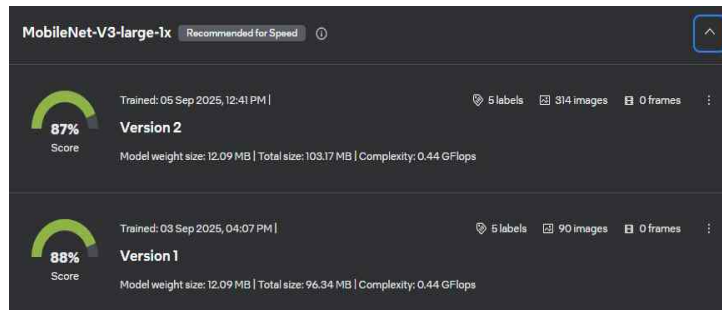 MobileNet-V3-large-1x Recommended for Speed
Trained: 05 Sep 2025, 12:41 PM | 5 labels 314 images 0 frames
87%
Score
Version 2
Model weight size: 12.09 MB | Total size: 103.17 MB | Complexity: 0.44 GFlops
Trained: 03 Sep 2025, 04:07 PM | 5 labels 90 images 0 frames
88%
Score
Version 1
Model weight size: 12.09 MB | Total size: 96.34 MB | Complexity: 0.44 GFlops